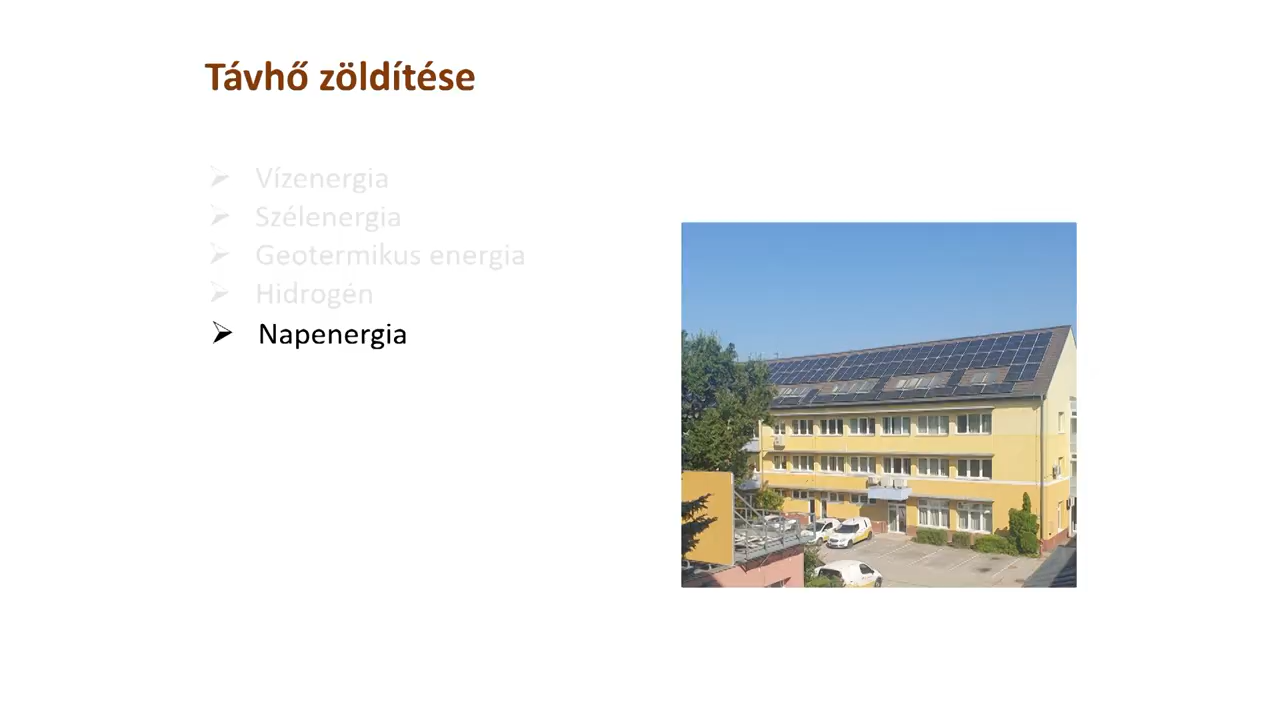 Távhő zöldítése
➢ Vízenergia
➢ Szélenergia
➢ Geotermikus energia
➢ Hidrogén
➢ Napenergia